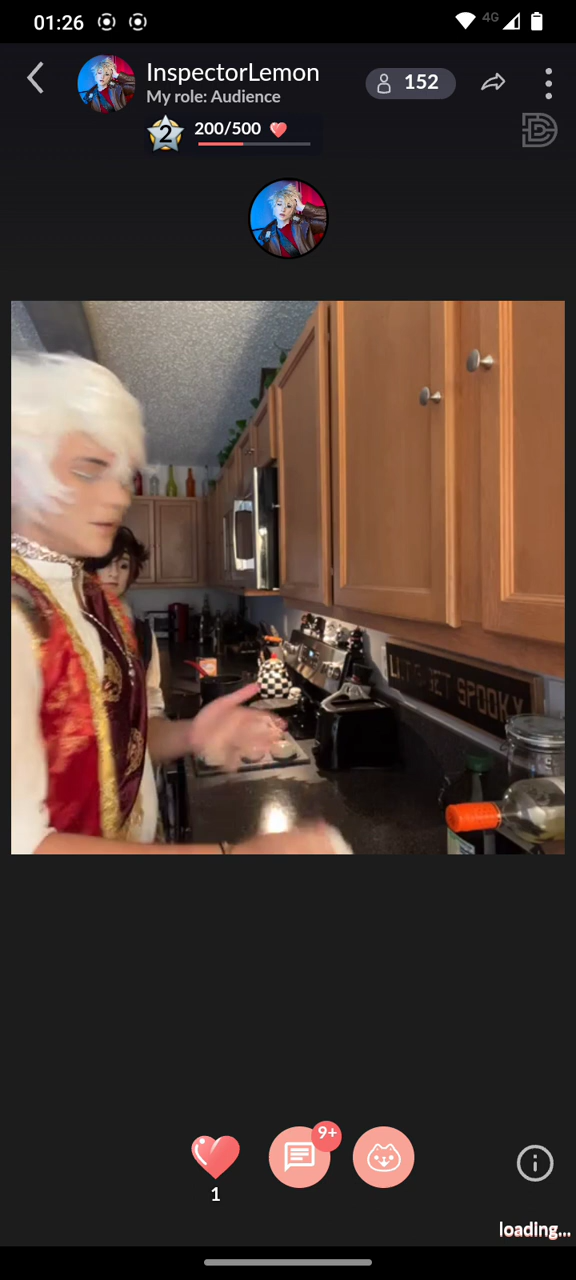 01:26
4G
InspectorLemon
My role: Audience
152
2
200/500
LET'S GET SPOOKY
9+
1
loading...